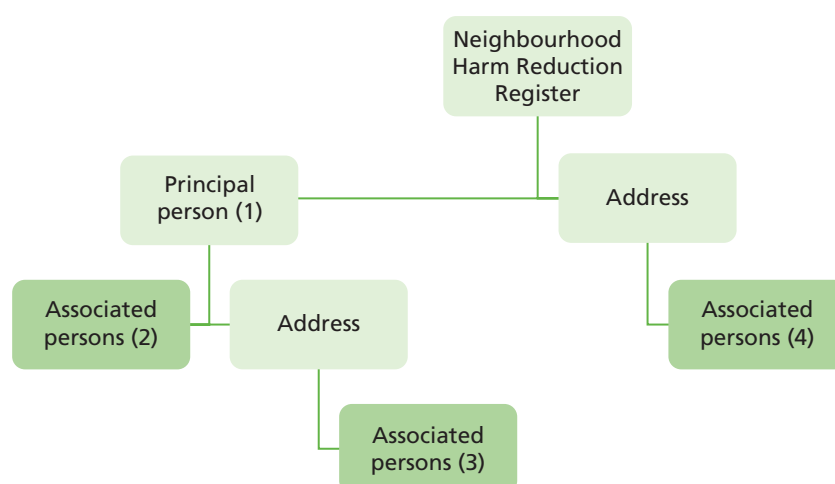 Neighbourhood
Harm Reduction
Register
Principal
person (1)
Address
Associated
persons (2)
Address
Associated
persons (4)
Associated
persons (3)